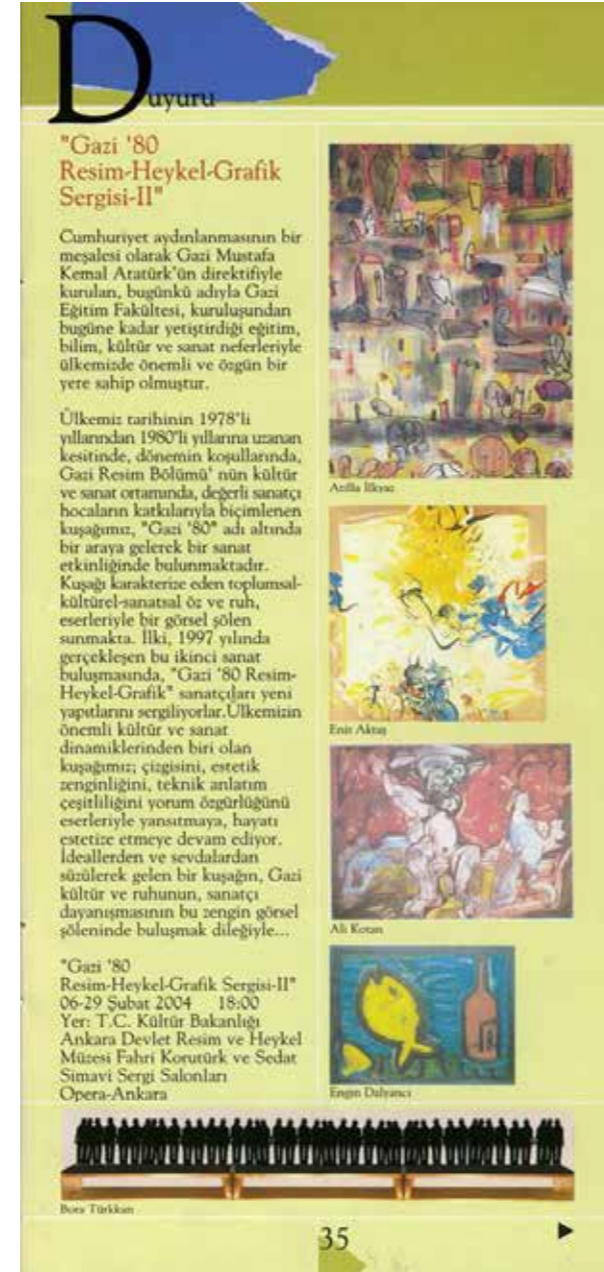 Duyuru
"Gazi '80
Resim-Heykel-Grafik
Sergisi-II"
Cumhuriyet aydınlanmasının bir
meşalesi olarak Gazi Mustafa
Kemal Atatürk'ün direktifiyle
kurulan, bugünkü adıyla Gazi
Eğitim Fakültesi, kuruluşundan
bugüne kadar yetiştirdiği eğitim,
bilim, kültür ve sanat neferleriyle
ülkemizde önemli ve özgün bir
yere sahip olmuştur.
Ülkemiz tarihinin 1978'li
yıllarından 1980'li yıllarına uzanan
kesitinde, dönemin koşullarında,
Gazi Resim Bölümü' nün kültür
ve sanat ortamında, değerli sanatçı
hocaların katkılarıyla biçimlenen
kuşağımız, "Gazi '80" adı altında
bir araya gelerek bir sanat
etkinliğinde bulunmaktadır.
Kuşağı karakterize eden toplumsal-
kültürel-sanatsal öz ve ruh,
eserleriyle bir görsel şölen
sunmakta. İlki, 1997 yılında
gerçekleşen bu ikinci sanat
buluşmasında, "Gazi '80 Resim-
Heykel-Grafik" sanatçıları yeni
yapıtlarını sergiliyorlar.Ülkemizin
önemli kültür ve sanat
dinamiklerinden biri olan
kuşağımız; çizgisini, estetik
zenginliğini, teknik anlatım
çeşitliliğini yorum özgürlüğünü
eserleriyle yansıtmaya, hayatı
estetize etmeye devam ediyor.
İdeallerden ve sevdalardan
süzülerek gelen bir kuşağın, Gazi
kültür ve ruhunun, sanatçı
dayanışmasının bu zengin görsel
şöleninde buluşmak dileğiyle...
"Gazi '80
Resim-Heykel-Grafik Sergisi-II"
06-29 Şubat 2004 18:00
Yer: T.C. Kültür Bakanlığı
Ankara Devlet Resim ve Heykel
Müzesi Fahri Korutürk ve Sedat
Simavi Sergi Salonları
Opera-Ankara
Atilla İlkyaz
Enis Aktaş
Ali Kotan
Engin Dalyancı
Bora Türkkan
35